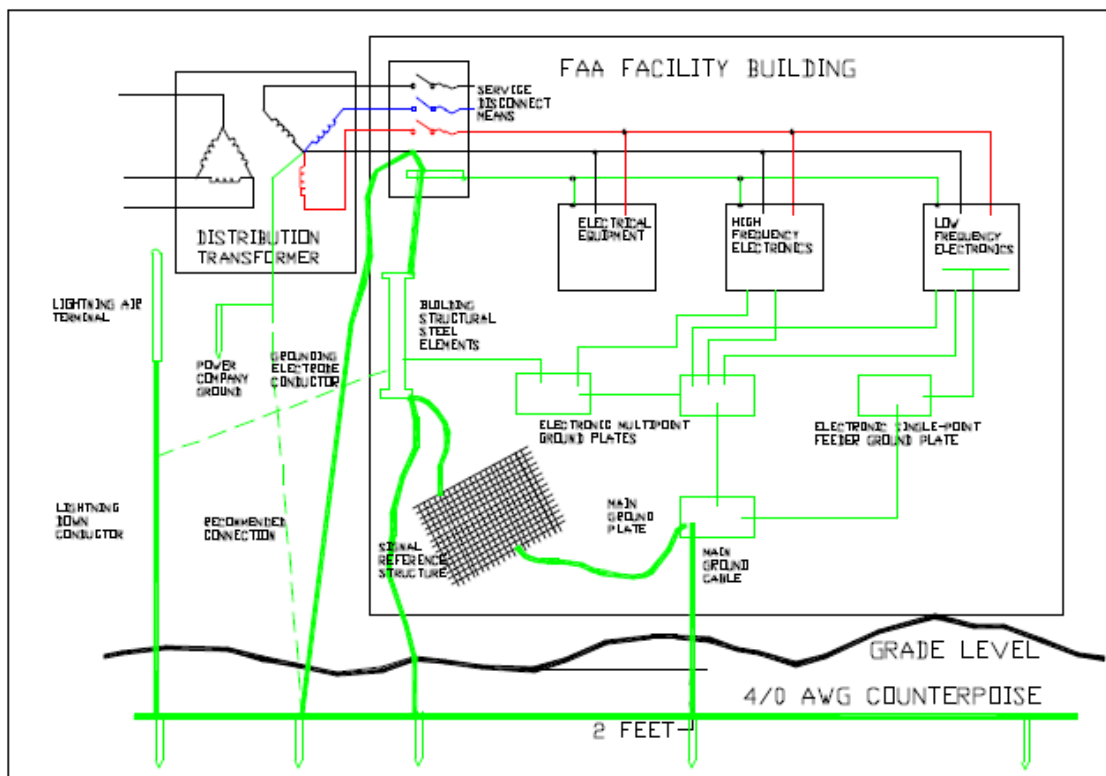 FAA FACILITY BUILDING
SERVICE
DISCONNECT
MEANS
DISTRIBUTION
TRANSFORMER
ELECTRICAL
EQUIPMENT
HIGH
FREQUENCY
ELECTRONICS
LOW
FREQUENCY
ELECTRONICS
LIGHTNING AIR
TERMINAL
BUILDING
STRUCTURAL
STEEL
ELEMENTS
POWER
COMPANY
GROUND
GROUNDING
ELECTRODE
CONDUCTOR
ELECTRONIC MULTIPOINT
GROUND PLATES
ELECTRONIC SINGLE-POINT
FEEDER GROUND PLATE
LIGHTNING
DOWN
CONDUCTOR
RECOMMENDED
CONNECTION
SIGNAL
REFERENCE
STRUCTURE
MAIN
GROUND
PLATE
MAIN
GROUND
CABLE
GRADE LEVEL
4/0 AWG COUNTERPOISE
2 FEET